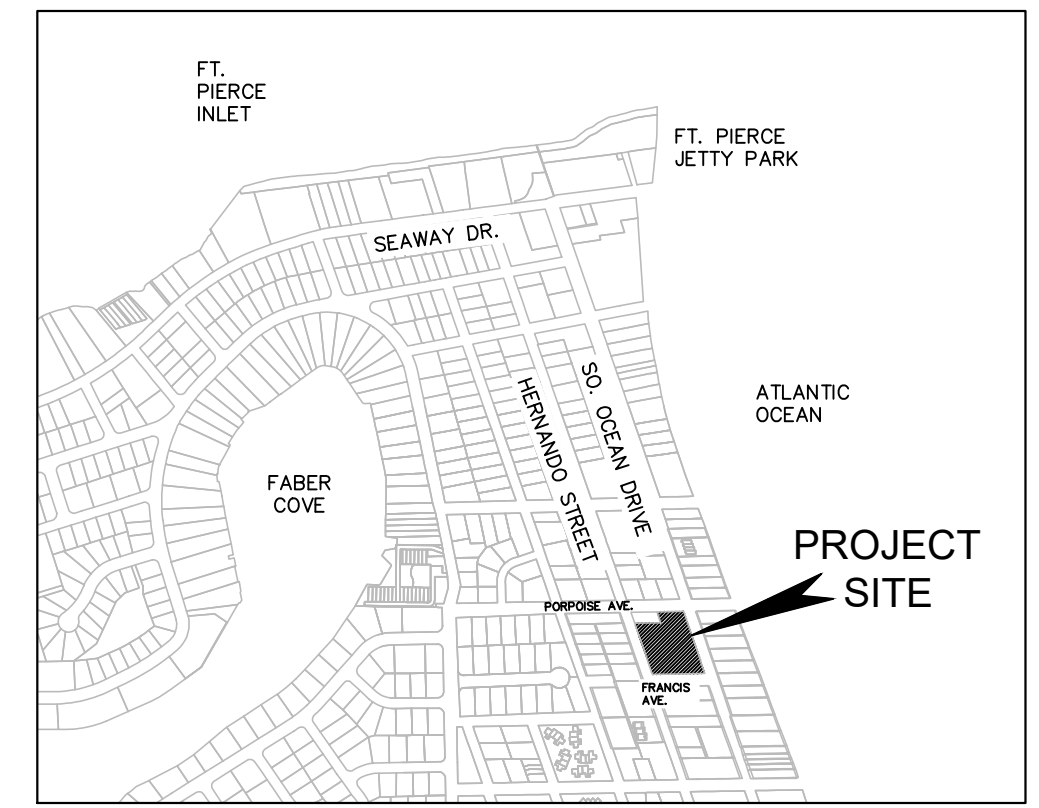 FT.
PIERCE
INLET
FT. PIERCE
JETTY PARK
SEAWAY DR.
ATLANTIC
OCEAN
SO. OCEAN DRIVE
HERNANDO STREET
FABER
COVE
PROJECT
SITE
PORPOISE AVE.
FRANCIS
AVE.